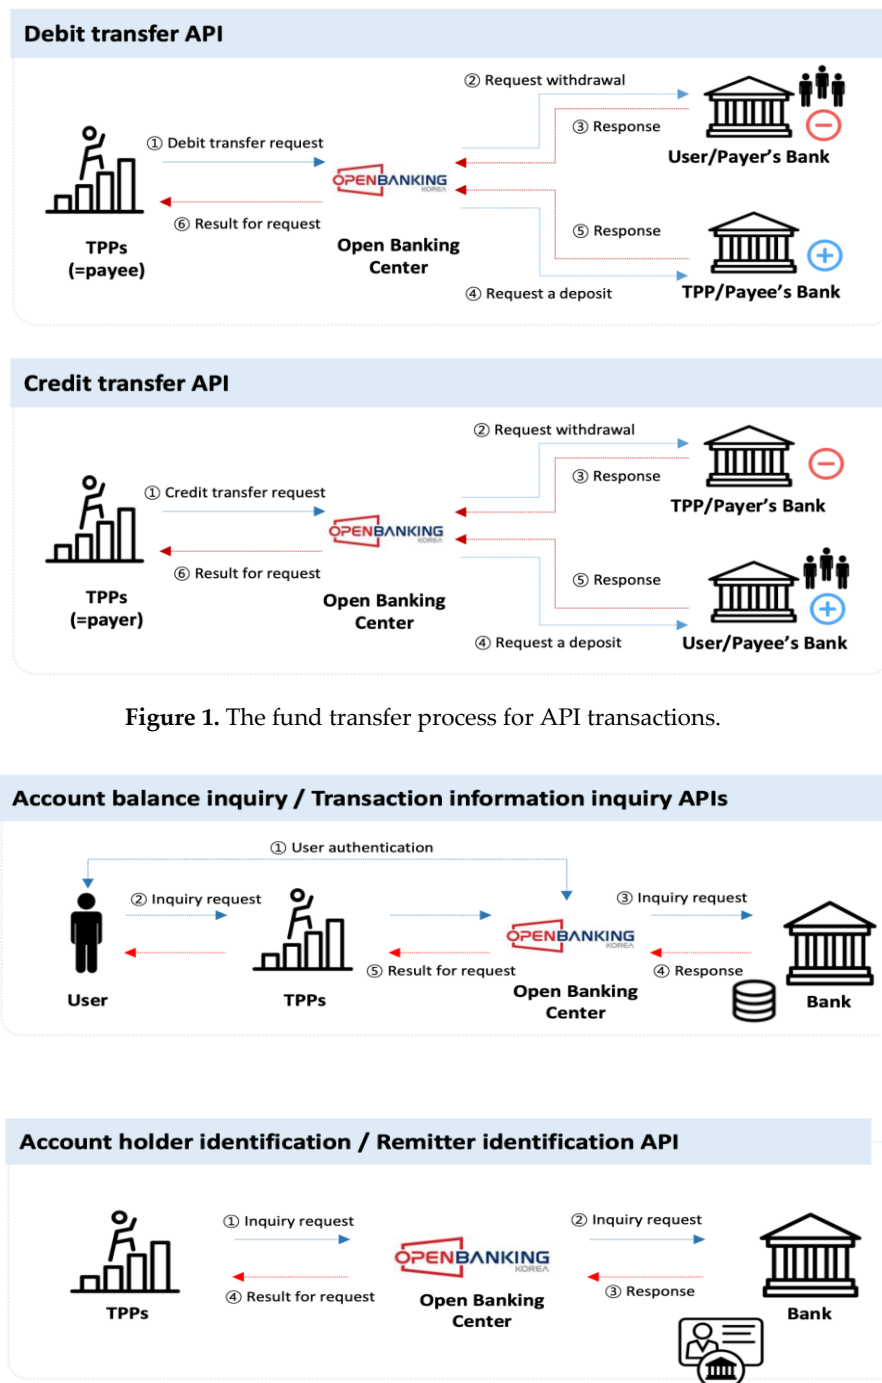 Debit transfer API
② Request withdrawal
③ Response
User/Payer's Bank
① Debit transfer request
OPENBANKING
KOREA
⑥ Result for request
⑤ Response
TPPs
(=payee)
Open Banking
Center
④ Request a deposit
TPP/Payee's Bank
Credit transfer API
② Request withdrawal
③ Response
TPP/Payer's Bank
① Credit transfer request
OPENBANKING
KOREA
⑥ Result for request
⑤ Response
TPPs
(=payer)
Open Banking
Center
④ Request a deposit
User/Payee's Bank
Figure 1. The fund transfer process for API transactions.
Account balance inquiry / Transaction information inquiry APIs
① User authentication
② Inquiry request
③ Inquiry request
OPENBANKING
KOREA
⑤ Result for request
④ Response
User
TPPs
Open Banking
Center
Bank
Account holder identification / Remitter identification API
① Inquiry request
② Inquiry request
OPENBANKING
KOREA
④ Result for request
③ Response
TPPs
Open Banking
Center
Bank